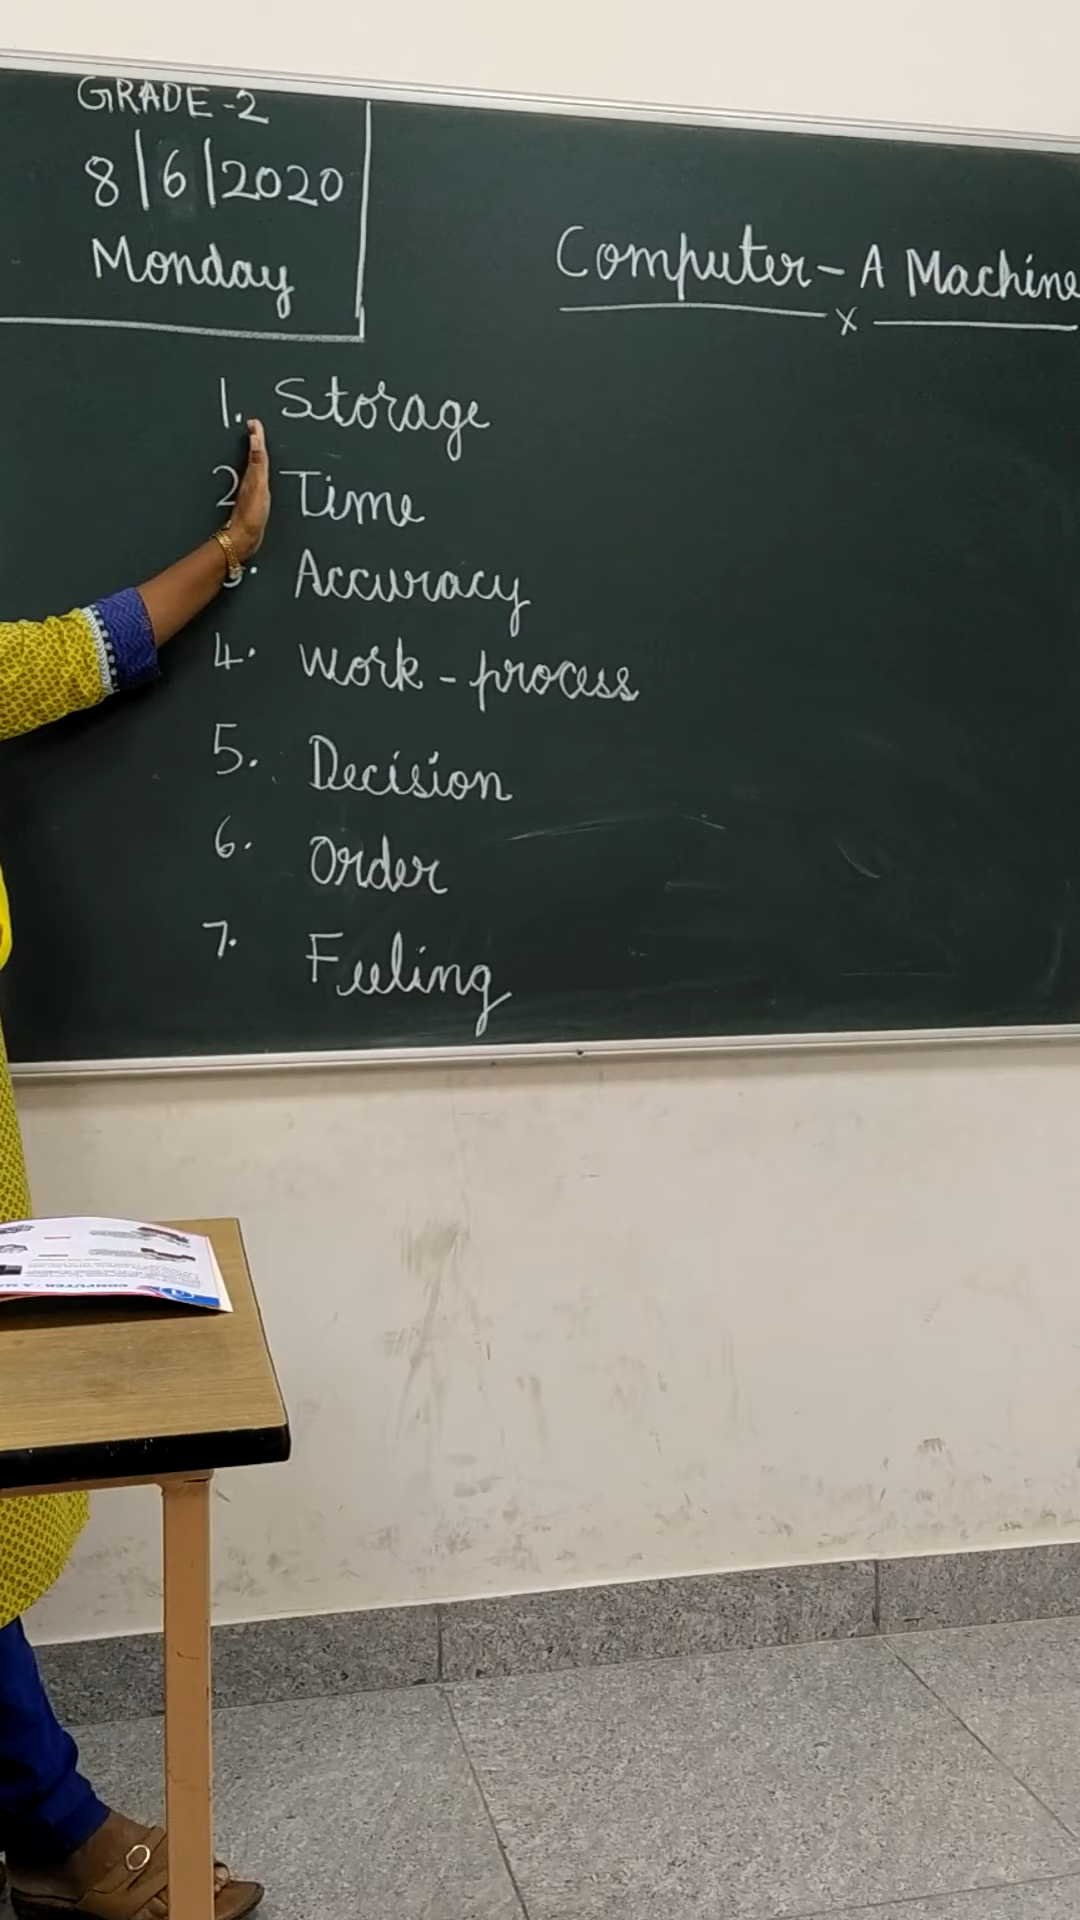 GRADE-2
8/6/2020
Monday
Computer - A Machine
x
1. Storage
2 Time
3. Accuracy
4. Work-process
5. Decision
6. Order
7. Feeling